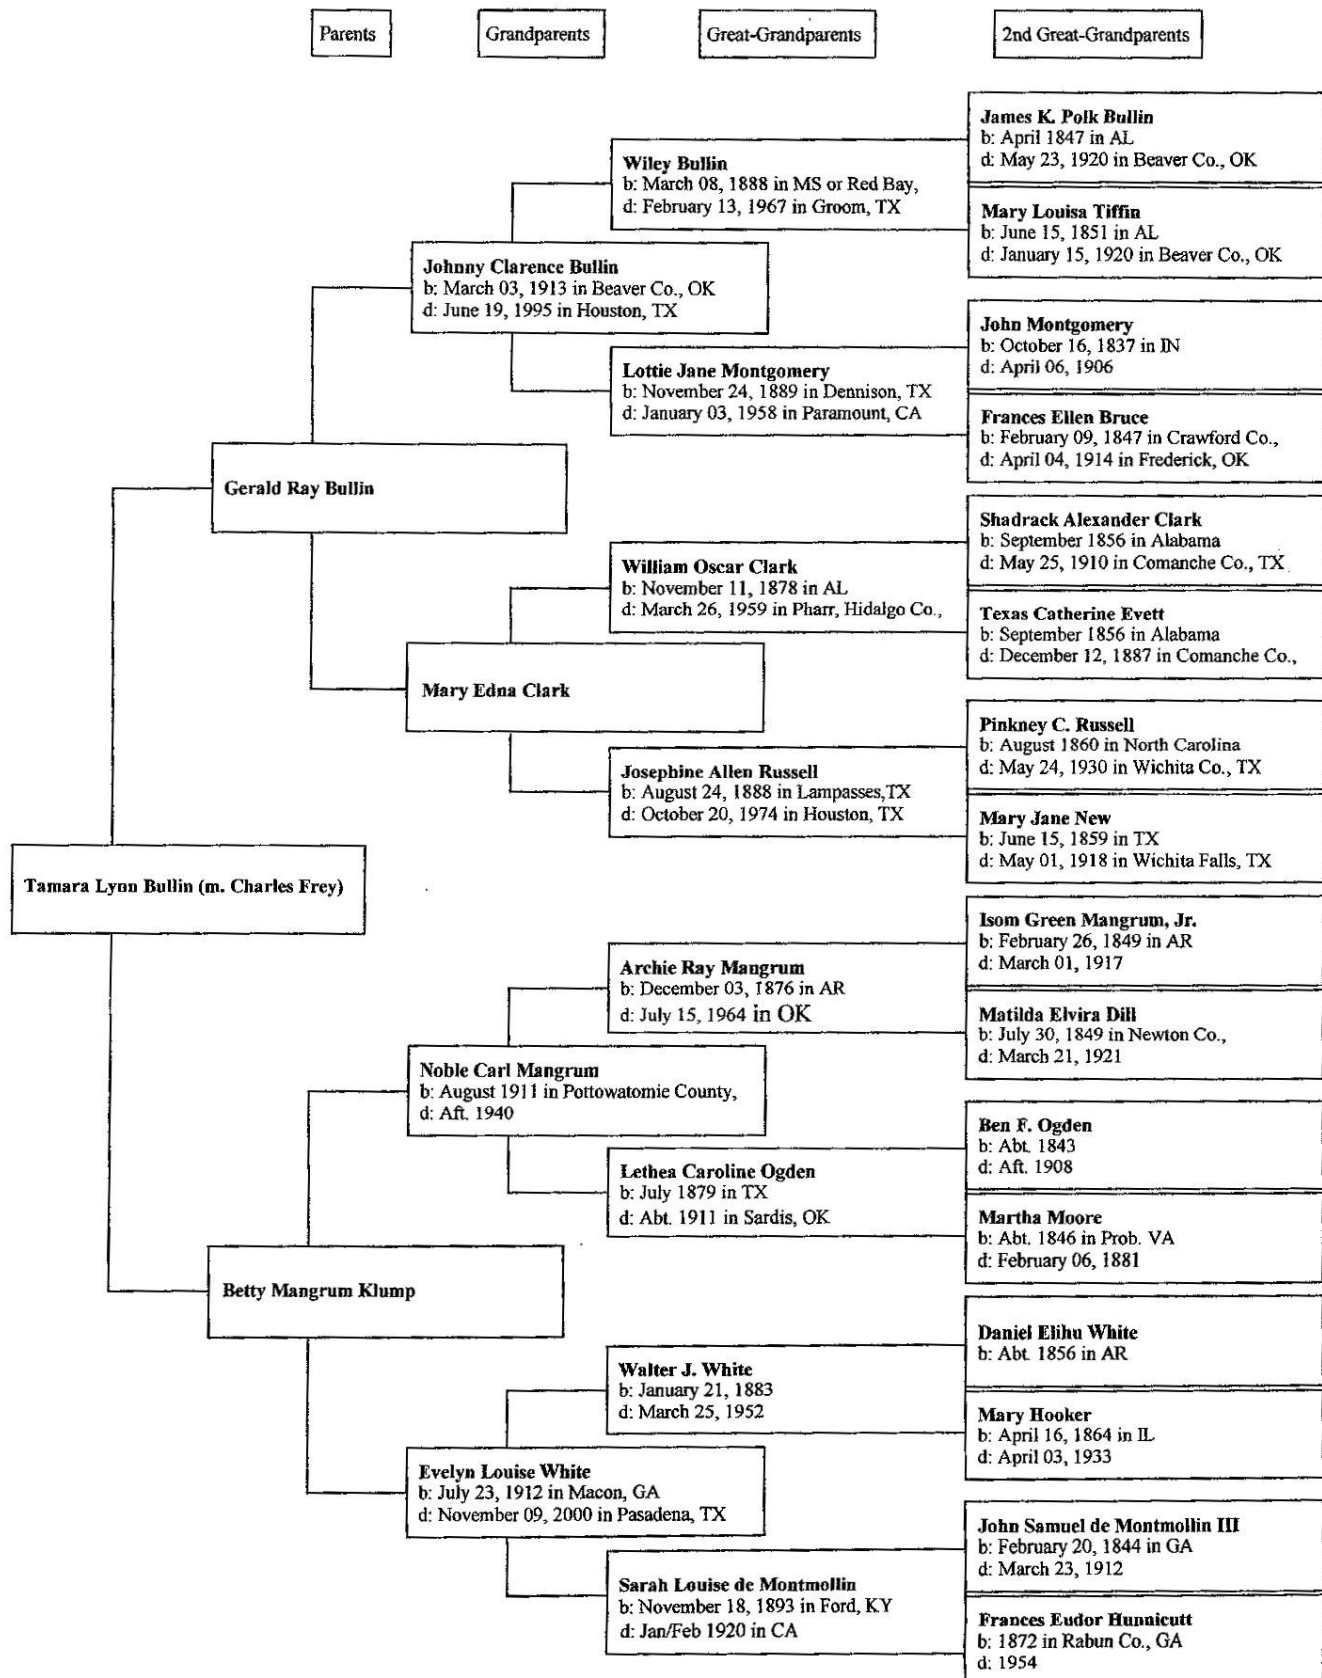 Parents
Grandparents
Great-Grandparents
2nd Great-Grandparents
James K. Polk Bullin
b: April 1847 in AL
d: May 23, 1920 in Beaver Co., OK
Wiley Bullin
b: March 08, 1888 in MS or Red Bay,
d: February 13, 1967 in Groom, TX
Mary Louisa Tiffin
b: June 15, 1851 in AL
d: January 15, 1920 in Beaver Co., OK
Johnny Clarence Bullin
b: March 03, 1913 in Beaver Co., OK
d: June 19, 1995 in Houston, TX
John Montgomery
b: October 16, 1837 in IN
d: April 06, 1906
Lottie Jane Montgomery
b: November 24, 1889 in Dennison, TX
d: January 03, 1958 in Paramount, CA
Frances Ellen Bruce
b: February 09, 1847 in Crawford Co.,
d: April 04, 1914 in Frederick, OK
Gerald Ray Bullin
Shadrack Alexander Clark
b: September 1856 in Alabama
d: May 25, 1910 in Comanche Co., TX
William Oscar Clark
b: November 11, 1878 in AL
d: March 26, 1959 in Pharr, Hidalgo Co.,
Texas Catherine Evett
b: September 1856 in Alabama
d: December 12, 1887 in Comanche Co.,
Mary Edna Clark
Pinkney C. Russell
b: August 1860 in North Carolina
d: May 24, 1930 in Wichita Co., TX
Josephine Allen Russell
b: August 24, 1888 in Lampasses,TX
d: October 20, 1974 in Houston, TX
Mary Jane New
b: June 15, 1859 in TX
d: May 01, 1918 in Wichita Falls, TX
Tamara Lynn Bullin (m. Charles Frey)
Isom Green Mangrum, Jr.
b: February 26, 1849 in AR
d: March 01, 1917
Archie Ray Mangrum
b: December 03, 1876 in AR
d: July 15, 1964 in OK
Matilda Elvira Dill
b: July 30, 1849 in Newton Co.,
d: March 21, 1921
Noble Carl Mangrum
b: August 1911 in Pottowatomie County,
d: Aft. 1940
Ben F. Ogden
b: Abt. 1843
d: Aft. 1908
Lethea Caroline Ogden
b: July 1879 in TX
d: Abt. 1911 in Sardis, OK
Martha Moore
b: Abt. 1846 in Prob. VA
d: February 06, 1881
Betty Mangrum Klump
Daniel Elihu White
b: Abt. 1856 in AR
Walter J. White
b: January 21, 1883
d: March 25, 1952
Mary Hooker
b: April 16, 1864 in IL
d: April 03, 1933
Evelyn Louise White
b: July 23, 1912 in Macon, GA
d: November 09, 2000 in Pasadena, TX
John Samuel de Montmollin III
b: February 20, 1844 in GA
d: March 23, 1912
Sarah Louise de Montmollin
b: November 18, 1893 in Ford, KY
d: Jan/Feb 1920 in CA
Frances Eudor Hunnicutt
b: 1872 in Rabun Co., GA
d: 1954